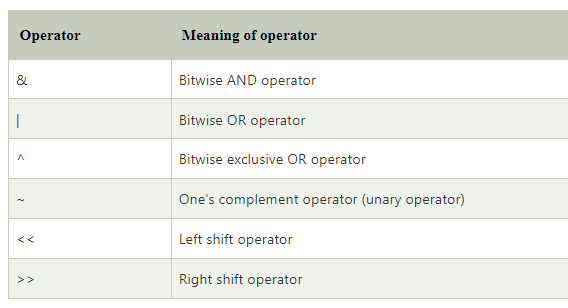 Operator Meaning of operator
& Bitwise AND operator
| Bitwise OR operator
^ Bitwise exclusive OR operator
~ One's complement operator (unary operator)
<< Left shift operator
>> Right shift operator